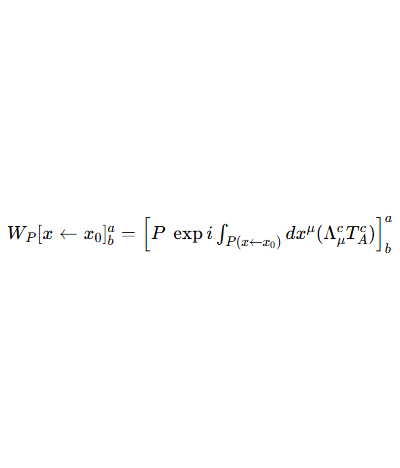 W_P[x ← x_0]^a_b = [P exp i ∫_{P(x←x_0)} dx^μ (Λ^c_μ T^c_A)]^a_b